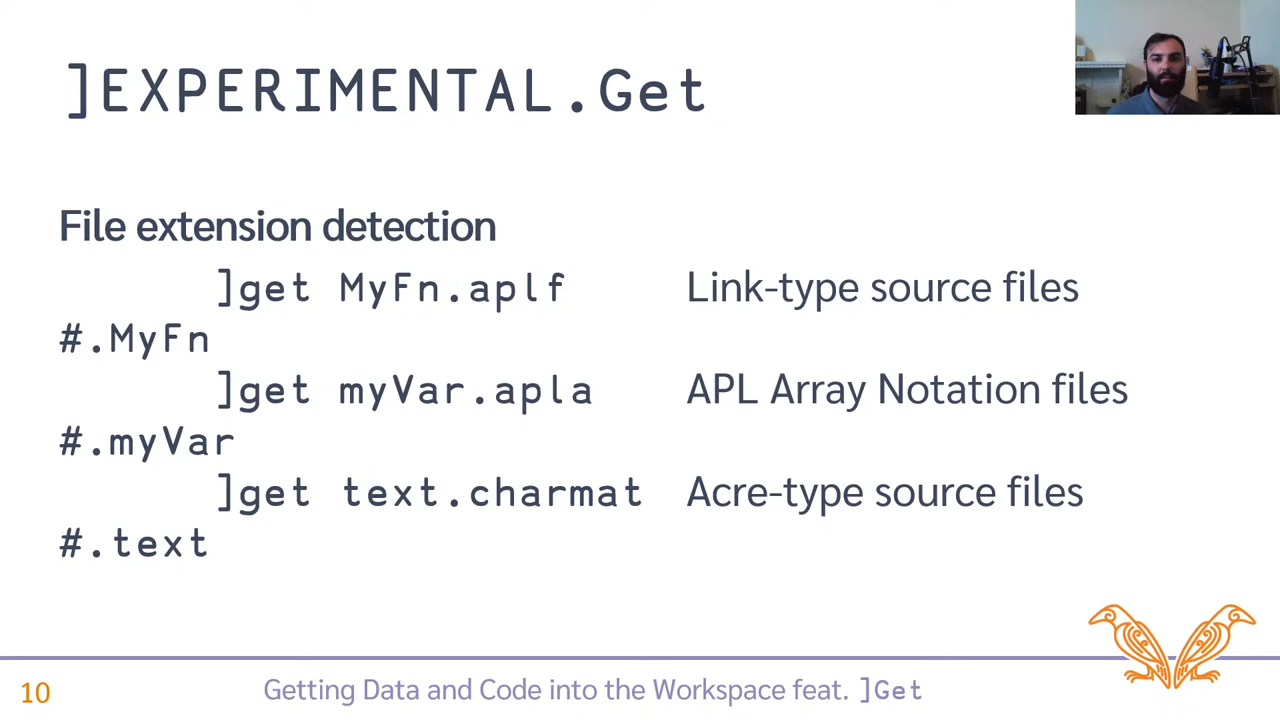 ]EXPERIMENTAL.Get
File extension detection
]get MyFn.aplf Link-type source files
#.MyFn
]get myVar.apla APL Array Notation files
#.myVar
]get text.charmat Acre-type source files
#.text
10 Getting Data and Code into the Workspace feat. ]Get